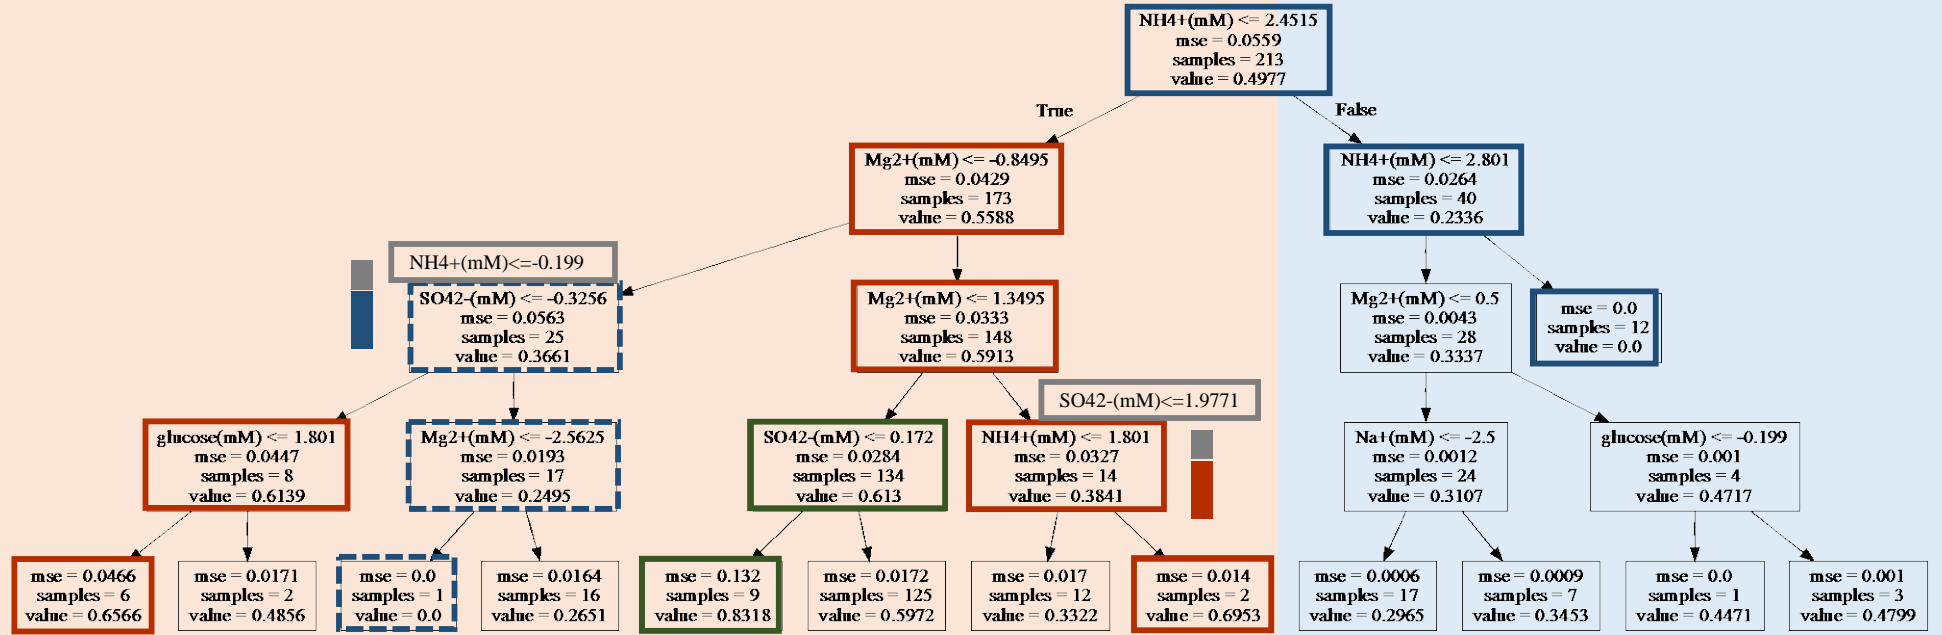 NH4+(mM) <= 2.4515
mse = 0.0559
samples = 213
value = 0.4977
True
False
Mg2+(mM) <= -0.8495
mse = 0.0429
samples = 173
value = 0.5588
NH4+(mM) <= 2.801
mse = 0.0264
samples = 40
value = 0.2336
NH4+(mM)<=-0.199
SO42-(mM) <= -0.3256
mse = 0.0563
samples = 25
value = 0.3661
Mg2+(mM) <= 1.3495
mse = 0.0333
samples = 148
value = 0.5913
Mg2+(mM) <= 0.5
mse = 0.0043
samples = 28
value = 0.3337
mse = 0.0
samples = 12
value = 0.0
SO42-(mM)<=1.9771
glucose(mM) <= 1.801
mse = 0.0447
samples = 8
value = 0.6139
Mg2+(mM) <= -2.5625
mse = 0.0193
samples = 17
value = 0.2495
SO42-(mM) <= 0.172
mse = 0.0284
samples = 134
value = 0.613
NH4+(mM) <= 1.801
mse = 0.0327
samples = 14
value = 0.3841
Na+(mM) <= -2.5
mse = 0.0012
samples = 24
value = 0.3107
glucose(mM) <= -0.199
mse = 0.001
samples = 4
value = 0.4717
mse = 0.0466
samples = 6
value = 0.6566
mse = 0.0171
samples = 2
value = 0.4856
mse = 0.0
samples = 1
value = 0.0
mse = 0.0164
samples = 16
value = 0.2651
mse = 0.132
samples = 9
value = 0.8318
mse = 0.0172
samples = 125
value = 0.5972
mse = 0.017
samples = 12
value = 0.3322
mse = 0.014
samples = 2
value = 0.6953
mse = 0.0006
samples = 17
value = 0.2965
mse = 0.0009
samples = 7
value = 0.3453
mse = 0.0
samples = 1
value = 0.4471
mse = 0.001
samples = 3
value = 0.4799